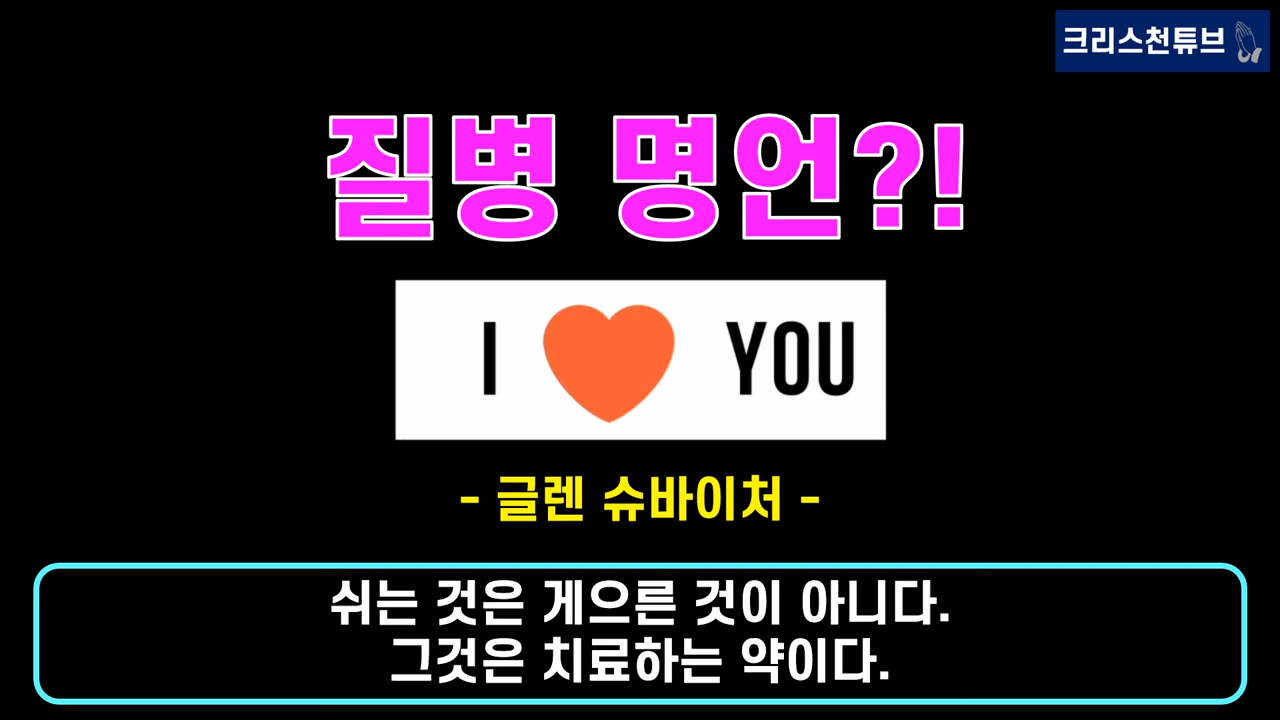 크리스천튜브
질병 명언?!
I YOU
- 글렌 슈바이처 -
쉬는 것은 게으른 것이 아니다.
그것은 치료하는 약이다.